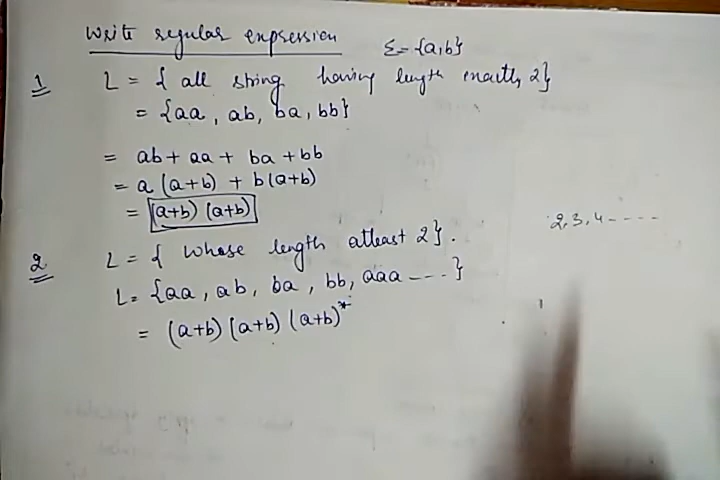 Write regular expression Σ={a,b}
1 L = { all string having length exactly 2}
= {aa, ab, ba, bb}
= ab+ aa + ba + bb
= a (a+b) + b(a+b)
= (a+b) (a+b)
2,3,4 - - - -
2 L = { whose length atleast 2}.
L= {aa, ab, ba, bb, aaa ----}
= (a+b) (a+b) (a+b)*